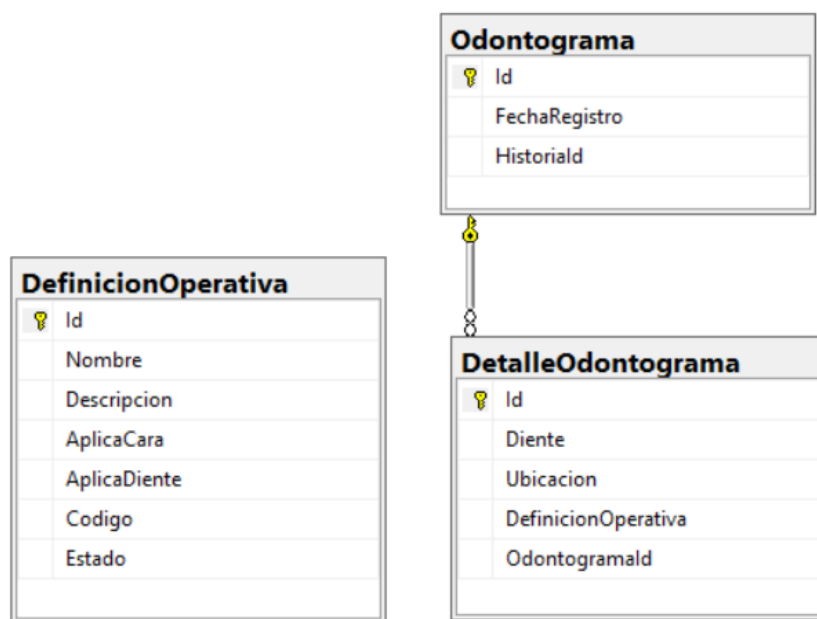 Odontograma
Id
FechaRegistro
HistoriaId
DefinicionOperativa
Id
Nombre
Descripcion
AplicaCara
AplicaDiente
Codigo
Estado
DetalleOdontograma
Id
Diente
Ubicacion
DefinicionOperativa
OdontogramaId